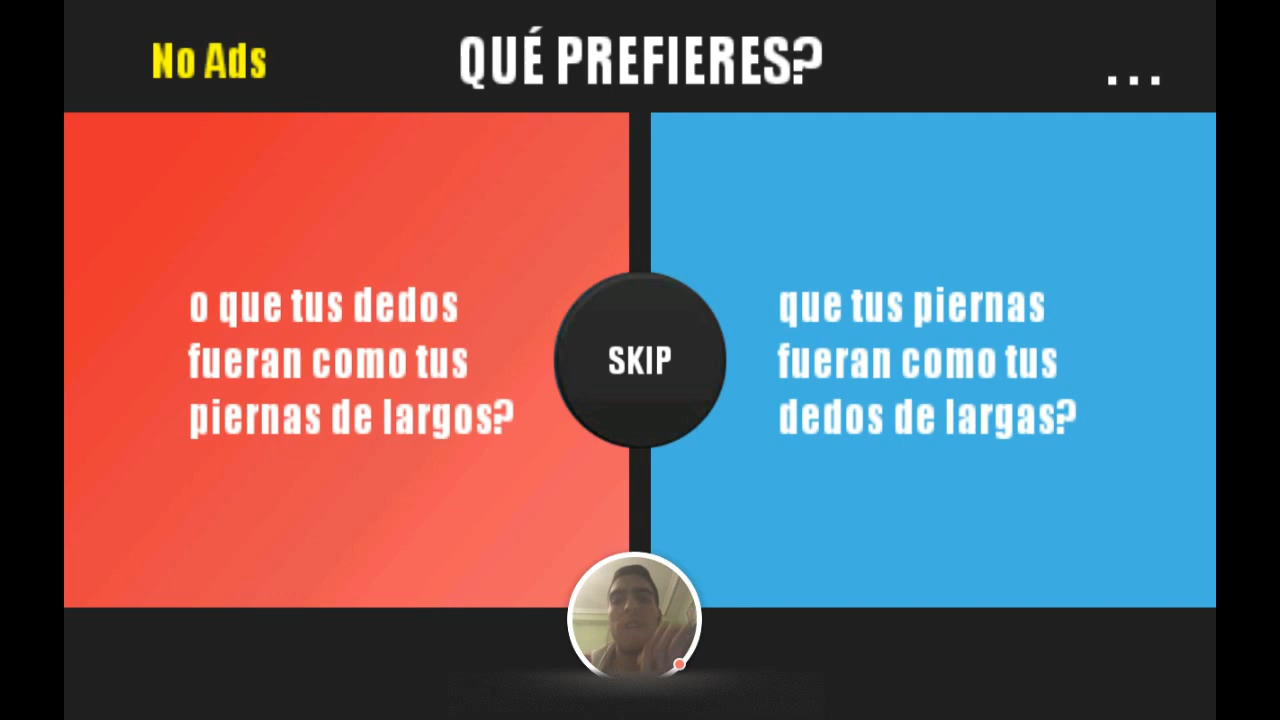 No Ads
QUÉ PREFIERES?
...
o que tus dedos
fueran como tus
piernas de largos?
SKIP
que tus piernas
fueran como tus
dedos de largas?